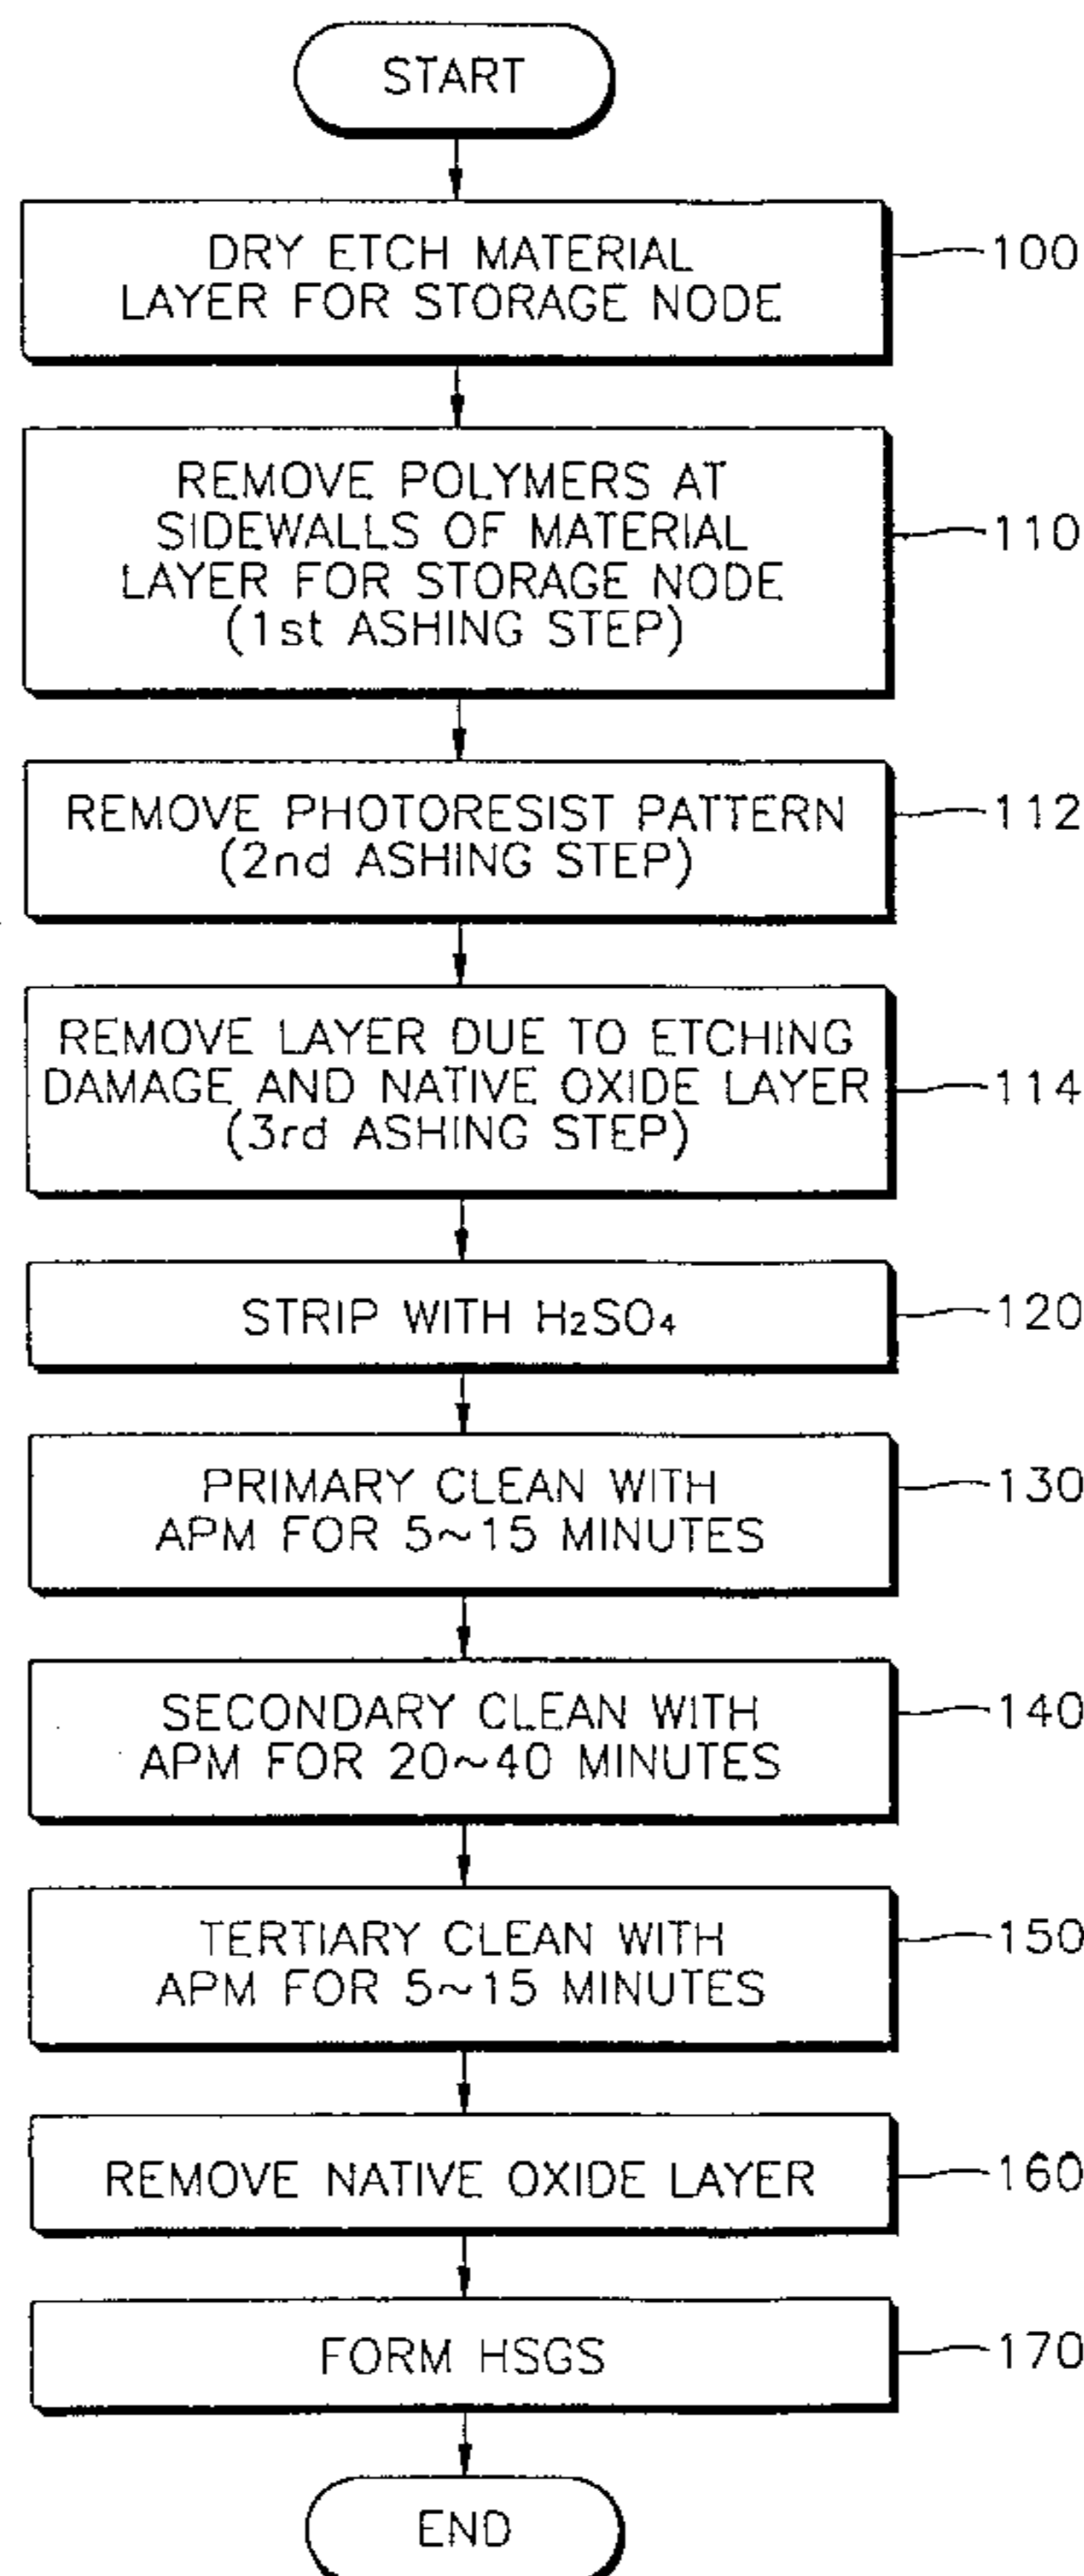 START
DRY ETCH MATERIAL
LAYER FOR STORAGE NODE
100
REMOVE POLYMERS AT
SIDEWALLS OF MATERIAL
LAYER FOR STORAGE NODE
(1st ASHING STEP)
110
REMOVE PHOTORESIST PATTERN
(2nd ASHING STEP)
112
REMOVE LAYER DUE TO ETCHING
DAMAGE AND NATIVE OXIDE LAYER
(3rd ASHING STEP)
114
STRIP WITH H₂SO₄
120
PRIMARY CLEAN WITH
APM FOR 5~15 MINUTES
130
SECONDARY CLEAN WITH
APM FOR 20~40 MINUTES
140
TERTIARY CLEAN WITH
APM FOR 5~15 MINUTES
150
REMOVE NATIVE OXIDE LAYER
160
FORM HSGS
170
END